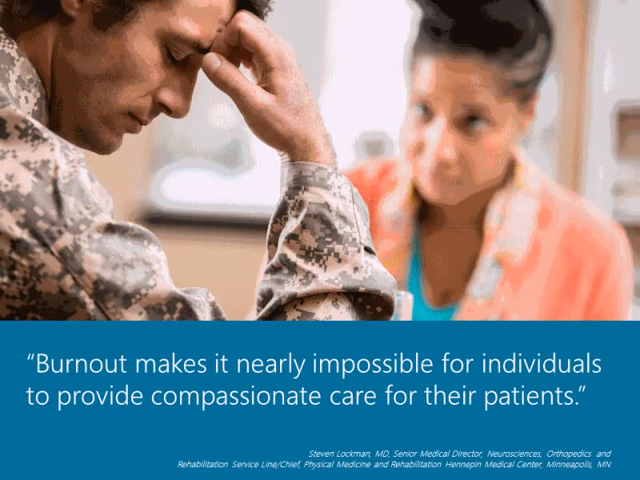 “Burnout makes it nearly impossible for individuals
to provide compassionate care for their patients.”
Steven Lockman, MD, Senior Medical Director, Neurosciences, Orthopedics and
Rehabilitation Service Line/Chief, Physical Medicine and Rehabilitation Hennepin Medical Center, Minneapolis, MN